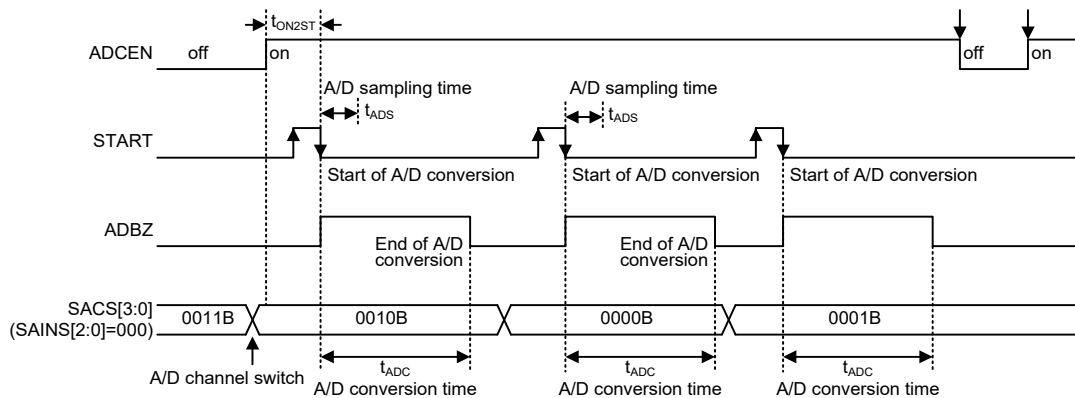 tON2ST
ADCEN
off
on
off
on
A/D sampling time
A/D sampling time
tADS
tADS
START
Start of A/D conversion
Start of A/D conversion
Start of A/D conversion
ADBZ
End of A/D
conversion
End of A/D
conversion
SACS[3:0]
(SAINS[2:0]=000)
0011B
0010B
0000B
0001B
A/D channel switch
tADC
A/D conversion time
tADC
A/D conversion time
tADC
A/D conversion time